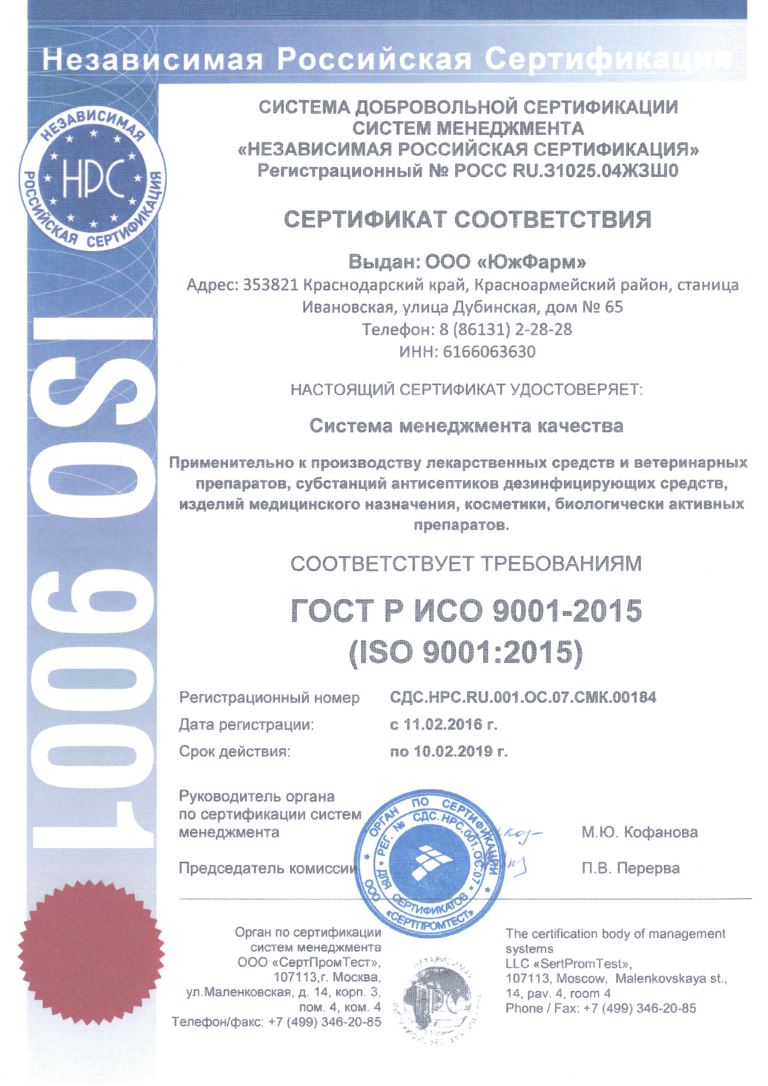 Независимая Российская Сертификация
СИСТЕМА ДОБРОВОЛЬНОЙ СЕРТИФИКАЦИИ
СИСТЕМ МЕНЕДЖМЕНТА
«НЕЗАВИСИМАЯ РОССИЙСКАЯ СЕРТИФИКАЦИЯ»
Регистрационный № РОСС RU.31025.04ЖЗШ0
НЕЗАВИСИМАЯ
НРС
РОССИЙСКАЯ СЕРТИФИКАЦИЯ
СЕРТИФИКАТ СООТВЕТСТВИЯ
Выдан: ООО «ЮжФарм»
Адрес: 353821 Краснодарский край, Красноармейский район, станица
Ивановская, улица Дубинская, дом № 65
Телефон: 8 (86131) 2-28-28
ИНН: 6166063630
НАСТОЯЩИЙ СЕРТИФИКАТ УДОСТОВЕРЯЕТ:
Система менеджмента качества
Применительно к производству лекарственных средств и ветеринарных
препаратов, субстанций антисептиков дезинфицирующих средств,
изделий медицинского назначения, косметики, биологически активных
препаратов.
СООТВЕТСТВУЕТ ТРЕБОВАНИЯМ
ГОСТ Р ИСО 9001-2015
(ISO 9001:2015)
ISO 9001
Регистрационный номер СДС.НРС.RU.001.ОС.07.СМК.00184
Дата регистрации: с 11.02.2016 г.
Срок действия: по 10.02.2019 г.
Руководитель органа
по сертификации систем
менеджмента М.Ю. Кофанова
Председатель комиссии П.В. Перерва
ОРГАН ПО СЕРТИФИКАЦИИ
РЕГ. № СДС.НРС.001.ОС.07
ДЛЯ СЕРТИФИКАТОВ
ООО «СЕРТПРОМТЕСТ»
Орган по сертификации
систем менеджмента
ООО «СертПромТест»,
107113,г. Москва,
ул.Маленковская, д. 14, корп. 3,
пом. 4, ком. 4
Телефон/факс: +7 (499) 346-20-85
The certification body of management
systems
LLC «SertPromTest»,
107113, Moscow, Malenkovskaya st.,
14, pav. 4, room 4
Phone / Fax: +7 (499) 346-20-85